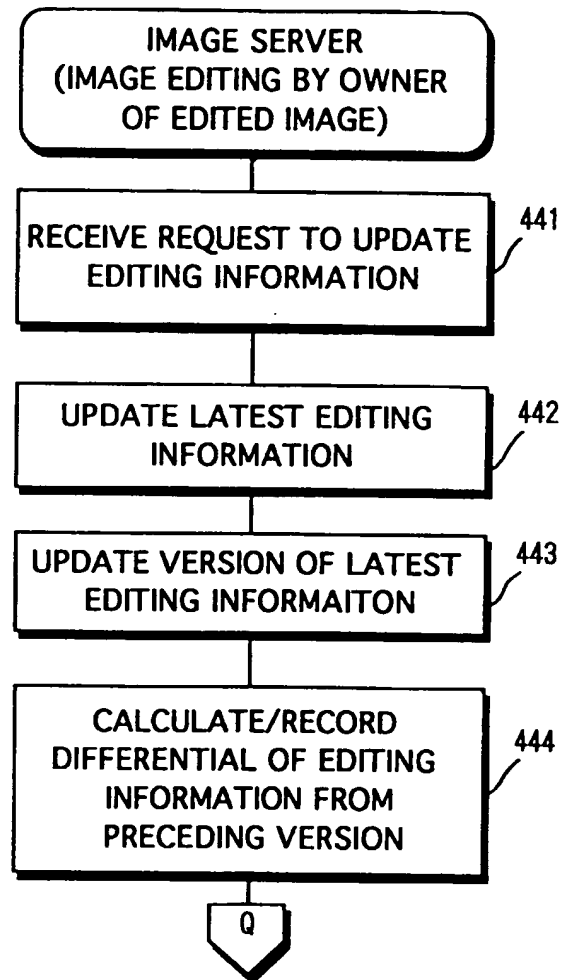 IMAGE SERVER
(IMAGE EDITING BY OWNER
OF EDITED IMAGE)
RECEIVE REQUEST TO UPDATE
EDITING INFORMATION
441
UPDATE LATEST EDITING
INFORMATION
442
UPDATE VERSION OF LATEST
EDITING INFORMAITON
443
CALCULATE/RECORD
DIFFERENTIAL OF EDITING
INFORMATION FROM
PRECEDING VERSION
444
Q